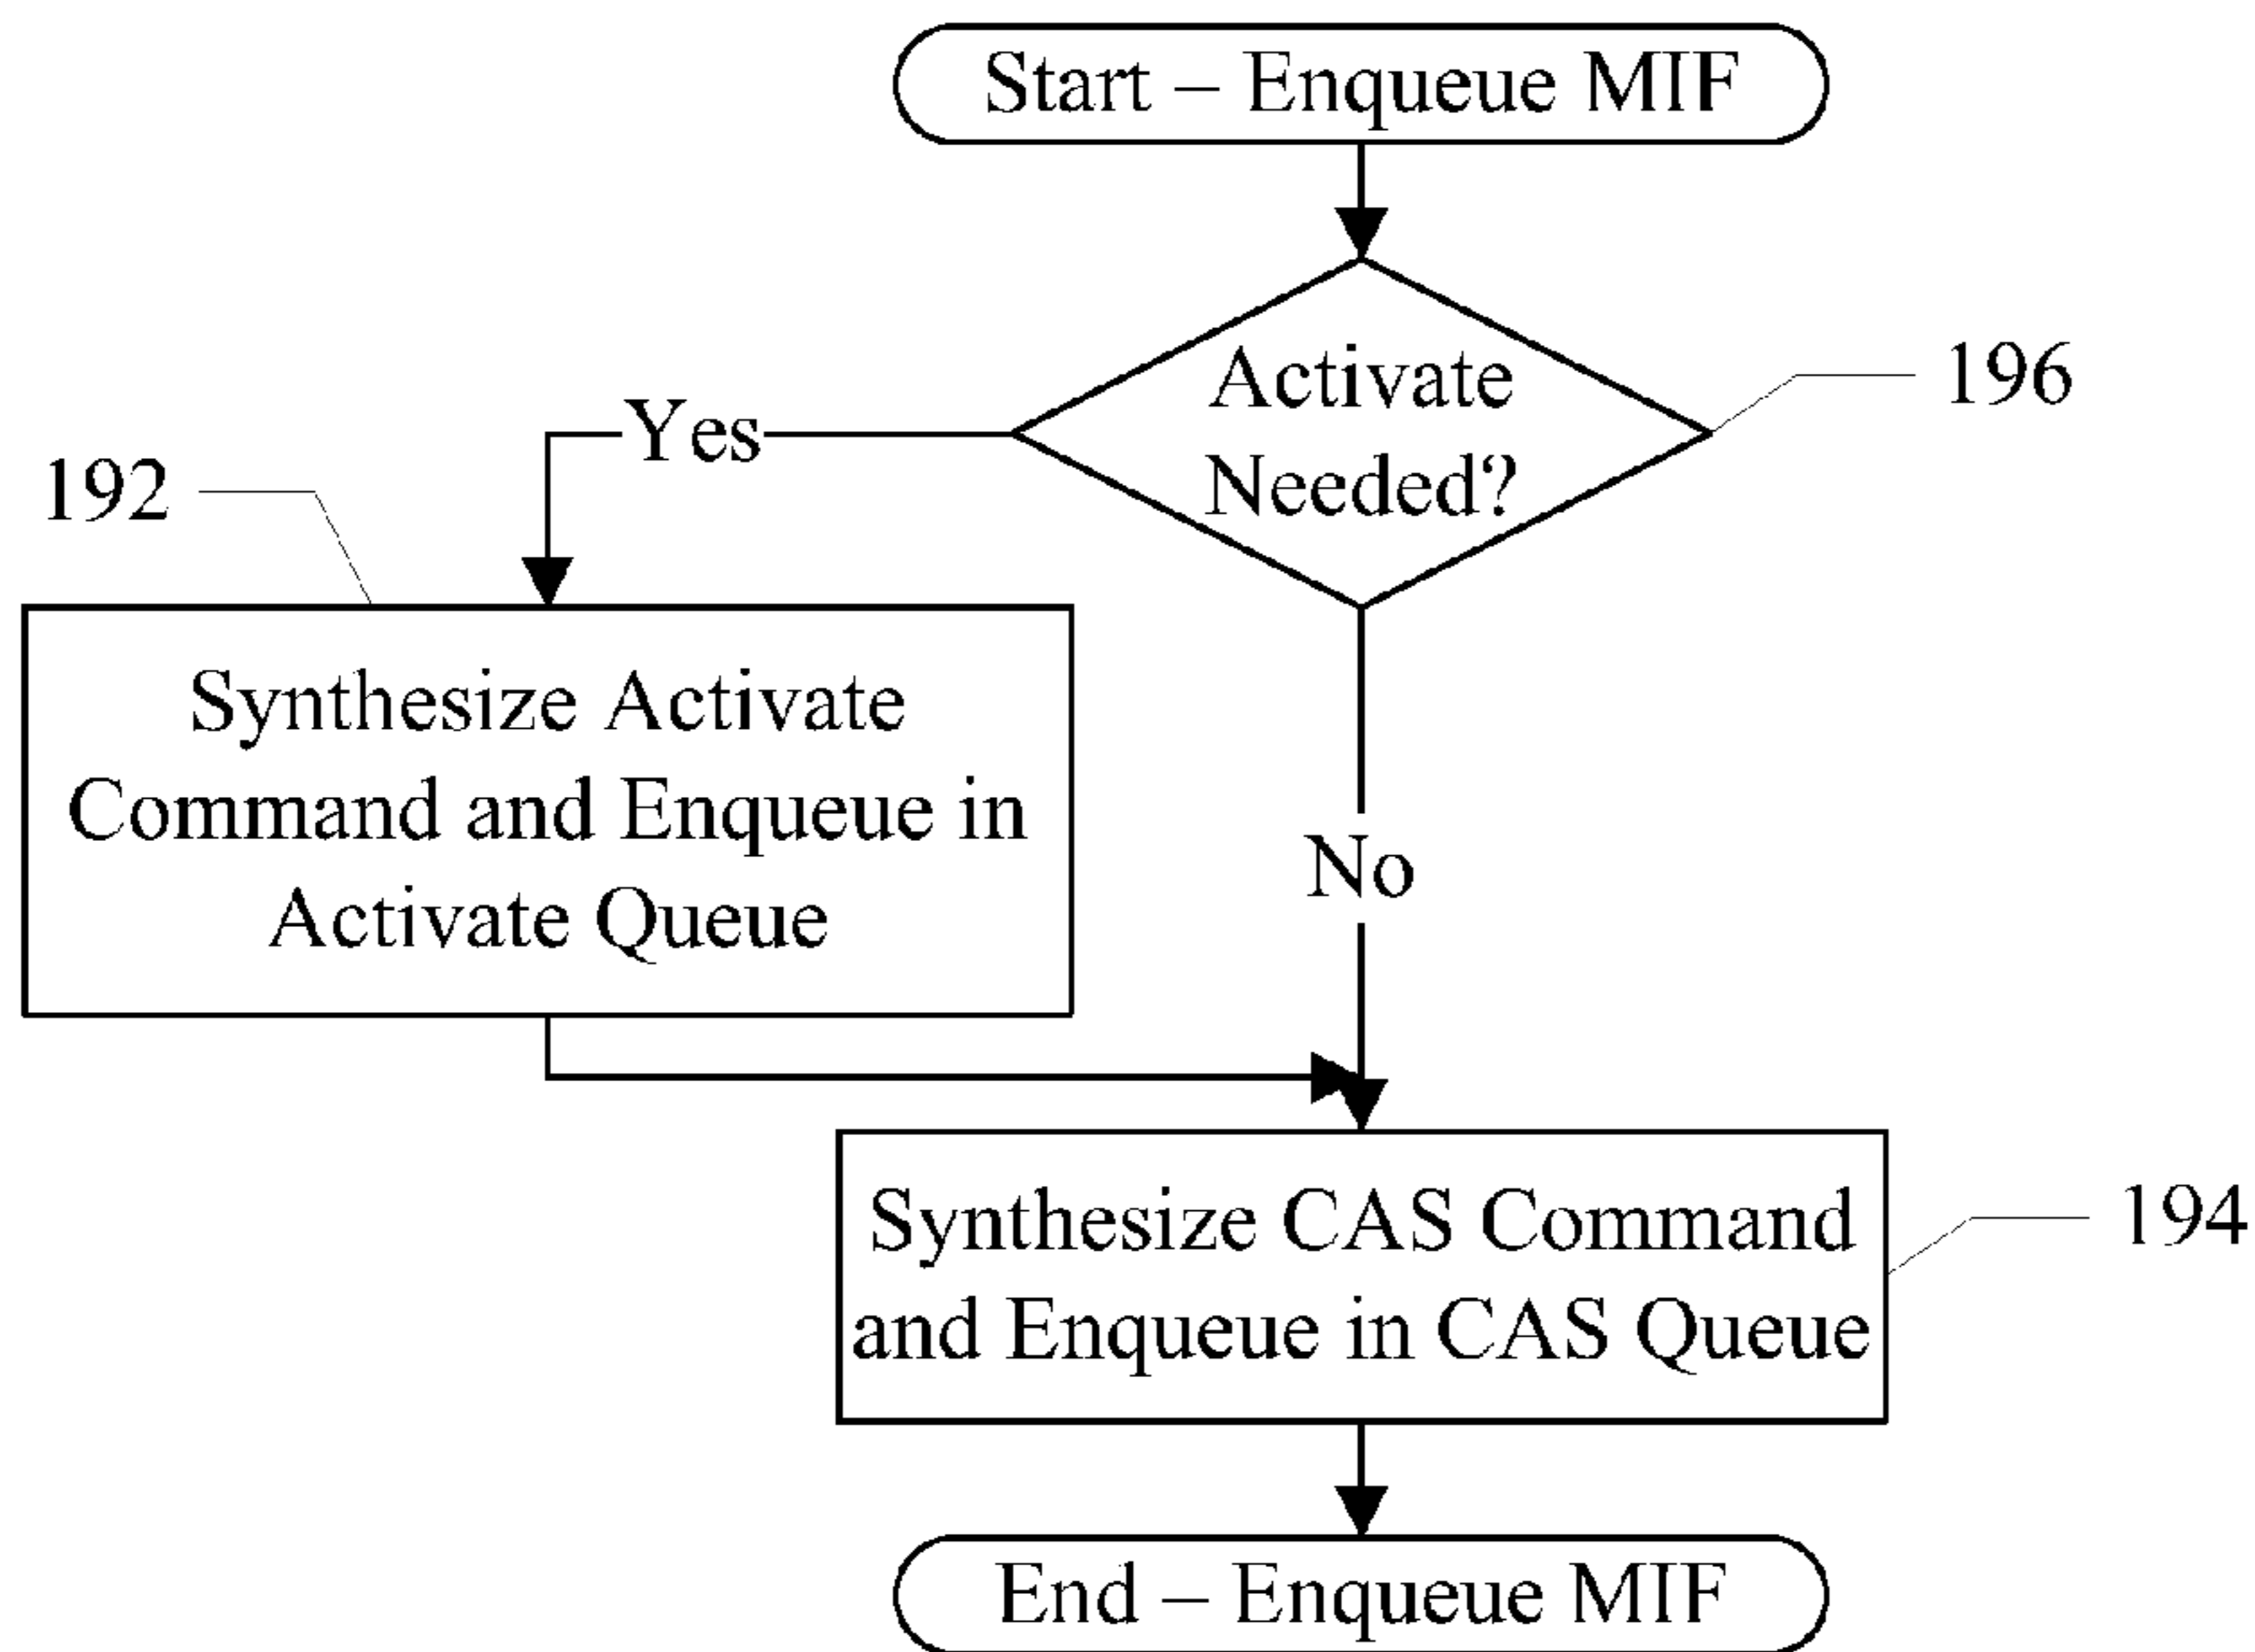 Start – Enqueue MIF
Activate
Needed?
196
Yes
192
Synthesize Activate
Command and Enqueue in
Activate Queue
No
Synthesize CAS Command
and Enqueue in CAS Queue
194
End – Enqueue MIF